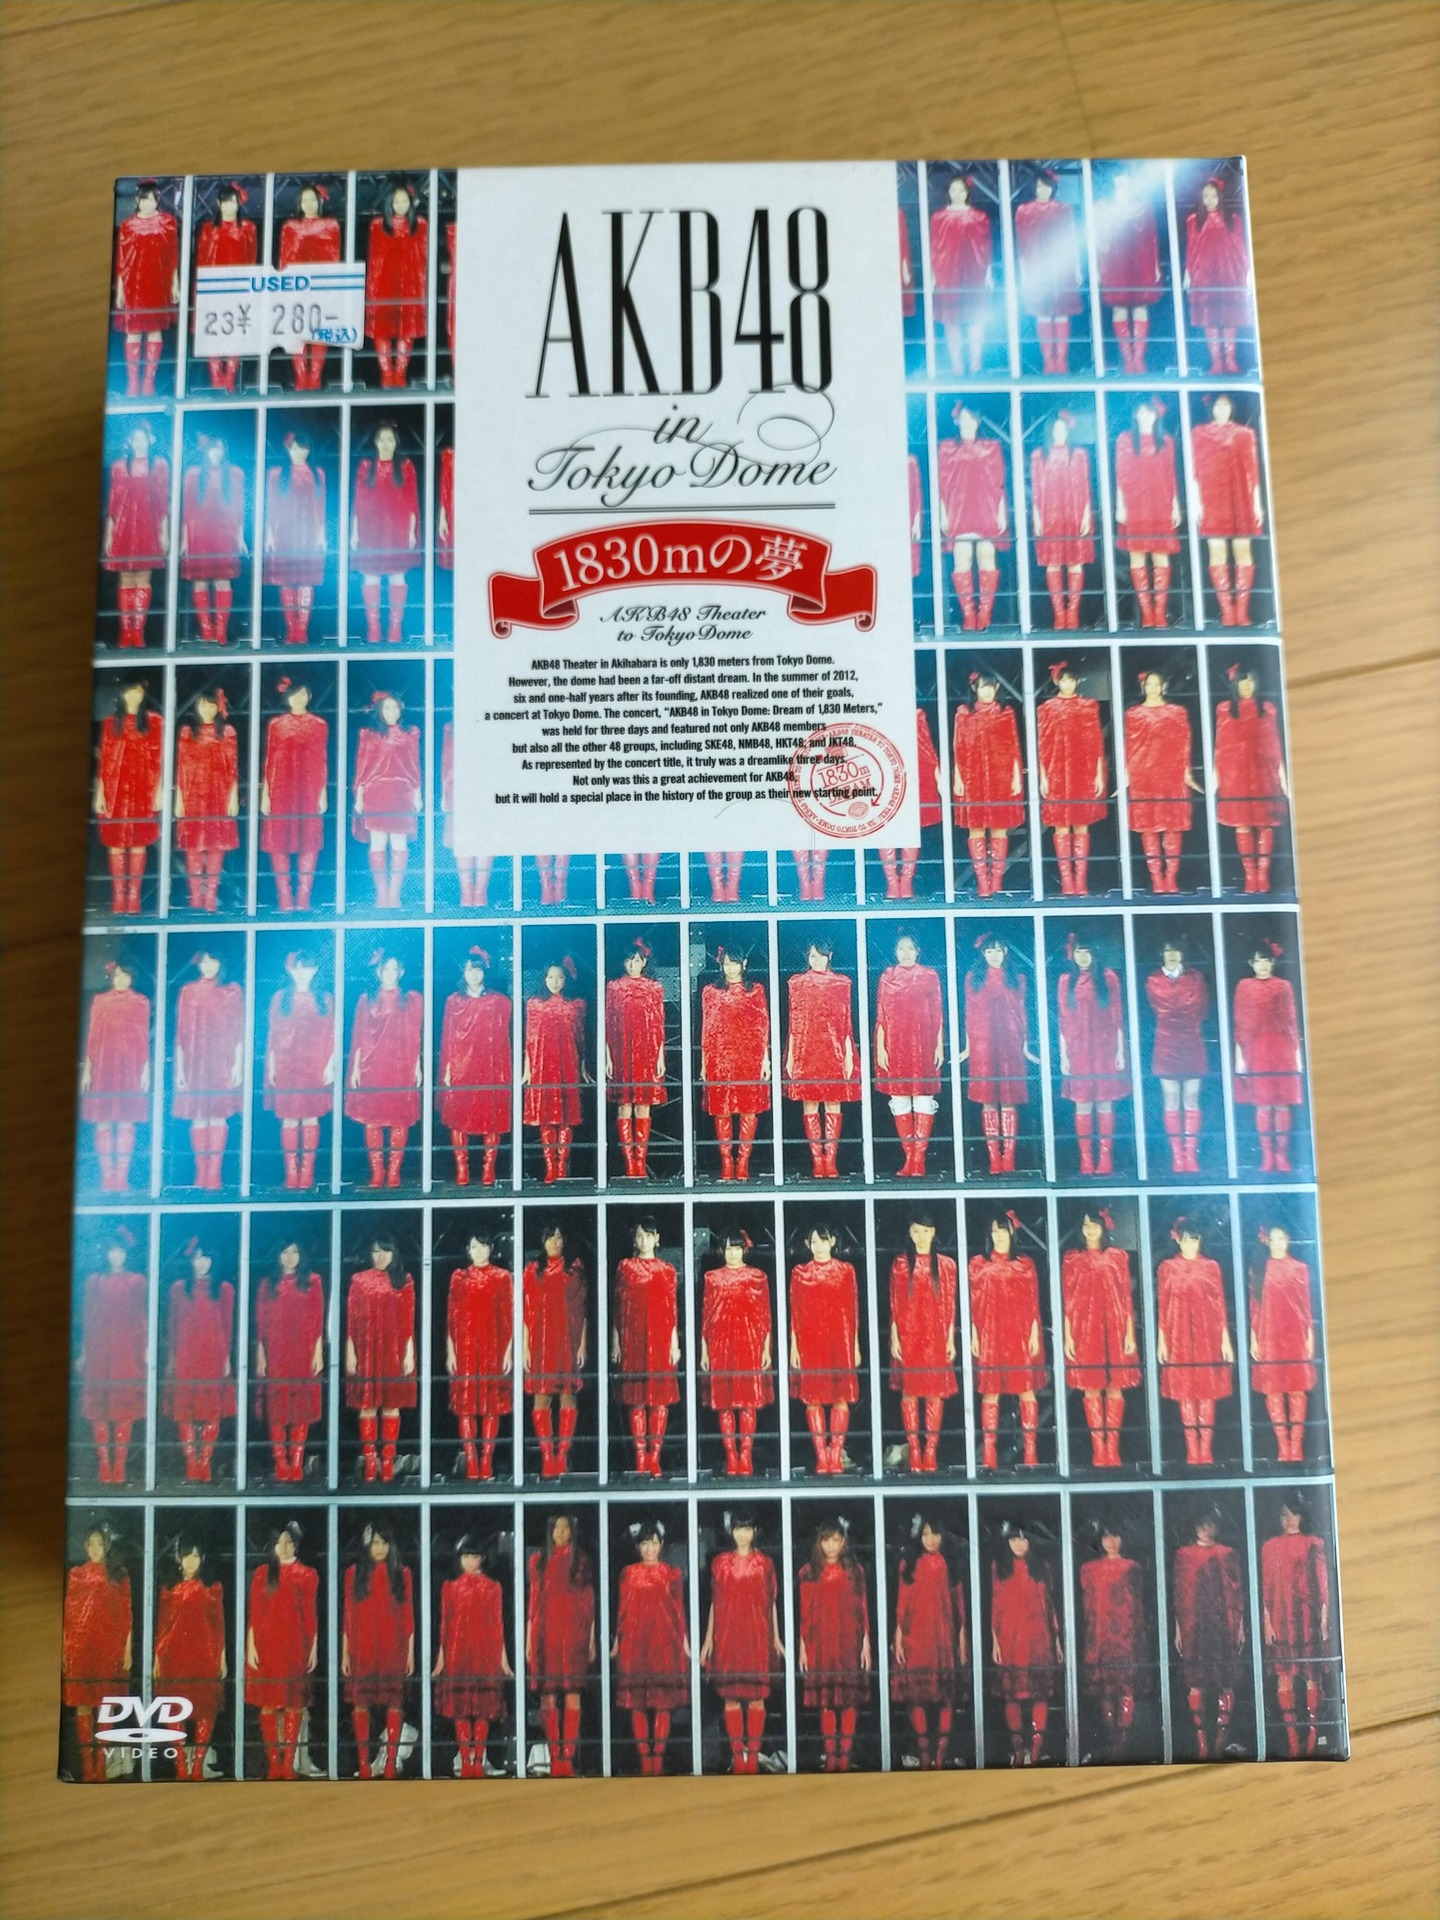 AKB48
in
Tokyo Dome
1830mの夢
AKB48 Theater
to Tokyo Dome
AKB48 Theater in Akihabara is only 1,830 meters from Tokyo Dome.
However, the dome had been a far-off distant dream. In the summer of 2012,
six and one-half years after its founding, AKB48 realized one of their goals,
a concert at Tokyo Dome. The concert, "AKB48 in Tokyo Dome: Dream of 1,830 Meters,"
was held for three days and featured not only AKB48 members
but also all the other 48 groups, including SKE48, NMB48, HKT48, and JKT48.
As represented by the concert title, it truly was a dreamlike three days.
Not only was this a great achievement for AKB48,
but it will hold a special place in the history of the group as their new starting point.
1830m
USED
23¥ 280-
(税込)
DVD
VIDEO